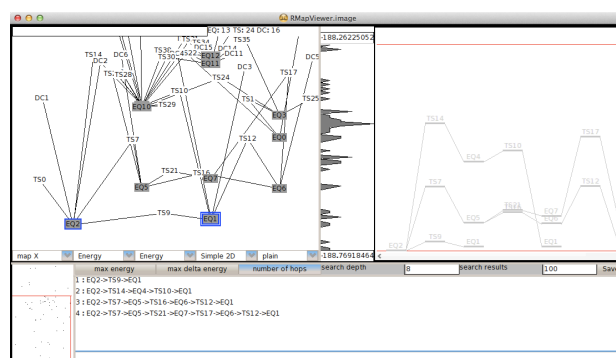 RMapViewer.image
EQ: 13 TS: 24 DC: 16
-188.26225052
TS35
DC15
DC14
EQ12
DC11
EQ11
TS14
DC6
DC2
TS30
TS22
DC3
DC5
TS17
TS28
TS24
DC1
TS10
TS1
TS25
EQ10
TS29
EQ3
TS7
TS12
EQ0
TS0
TS21
TS16
EQ7
EQ5
EQ6
TS9
EQ2
EQ1
TS14
TS10
TS17
EQ4
TS7
TS12
TS21
EQ5
EQ7
EQ6
TS9
EQ2
EQ1
EQ1
map X Energy Energy Simple 2D plain -188.76918464 <
max energy max delta energy number of hops search depth 8 search results 100 Save
1 : EQ2->TS9->EQ1
2 : EQ2->TS14->EQ4->TS10->EQ1
3 : EQ2->TS7->EQ5->TS16->EQ6->TS12->EQ1
4 : EQ2->TS7->EQ5->TS21->EQ7->TS17->EQ6->TS12->EQ1